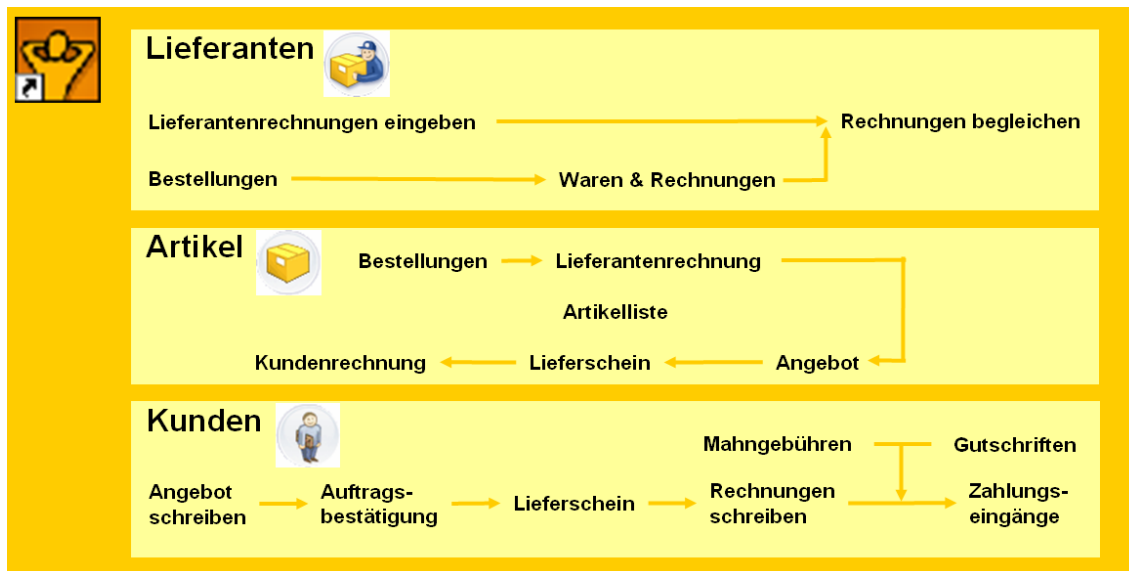 Lieferanten
Lieferantenrechnungen eingeben
Rechnungen begleichen
Bestellungen
Waren & Rechnungen
Artikel
Bestellungen
Lieferantenrechnung
Artikelliste
Kundenrechnung
Lieferschein
Angebot
Kunden
Mahngebühren
Gutschriften
Angebot
schreiben
Auftrags-
bestätigung
Lieferschein
Rechnungen
schreiben
Zahlungs-
eingänge